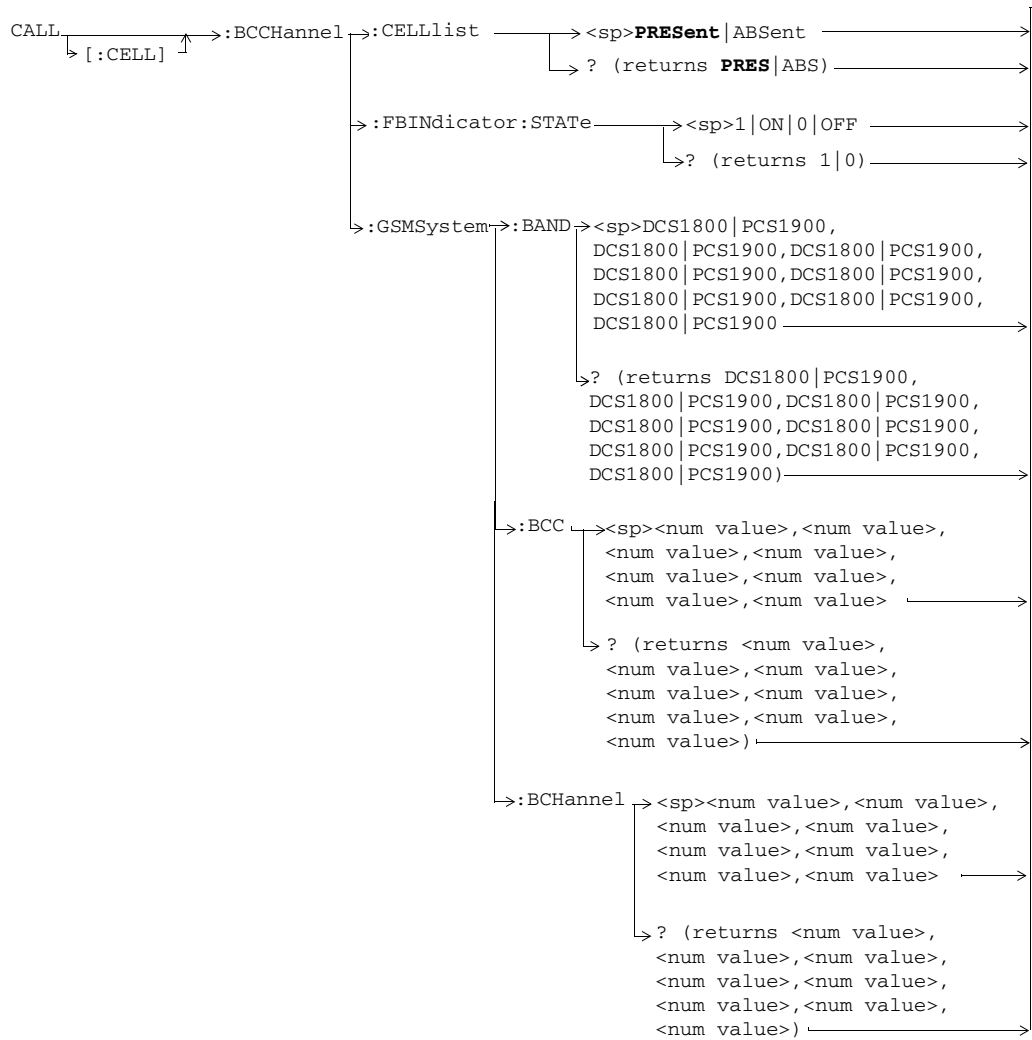 CALL :BCCHannel :CELLlist <sp>PRESent|ABSent
[:CELL]
? (returns PRES|ABS)
:FBINdicator:STATe <sp>1|ON|0|OFF
? (returns 1|0)
:GSMSystem :BAND <sp>DCS1800|PCS1900,
DCS1800|PCS1900,DCS1800|PCS1900,
DCS1800|PCS1900,DCS1800|PCS1900,
DCS1800|PCS1900,DCS1800|PCS1900,
DCS1800|PCS1900
? (returns DCS1800|PCS1900,
DCS1800|PCS1900,DCS1800|PCS1900,
DCS1800|PCS1900,DCS1800|PCS1900,
DCS1800|PCS1900,DCS1800|PCS1900,
DCS1800|PCS1900)
:BCC <sp><num value>,<num value>,
<num value>,<num value>,
<num value>,<num value>,
<num value>,<num value>
? (returns <num value>,
<num value>,<num value>,
<num value>,<num value>,
<num value>,<num value>,
<num value>)
:BCHannel <sp><num value>,<num value>,
<num value>,<num value>,
<num value>,<num value>,
<num value>,<num value>
? (returns <num value>,
<num value>,<num value>,
<num value>,<num value>,
<num value>,<num value>,
<num value>)